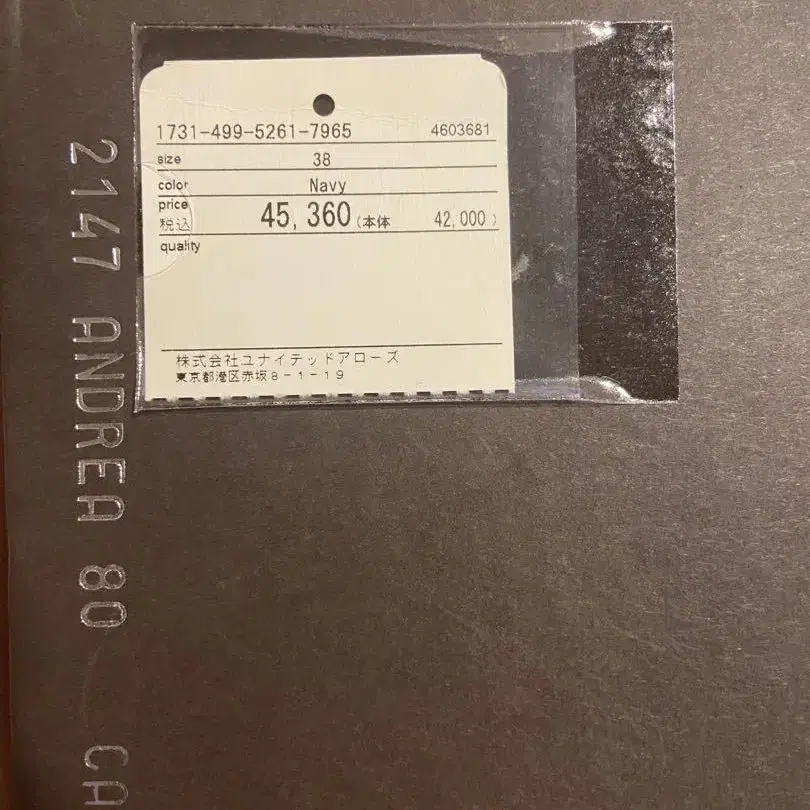 1731-499-5261-7965 4603681
size 38
color Navy
price
税込 45,360 (本体 42,000)
quality
株式会社ユナイテッドアローズ
東京都港区赤坂8-1-19
2147 ANDREA 80 CA